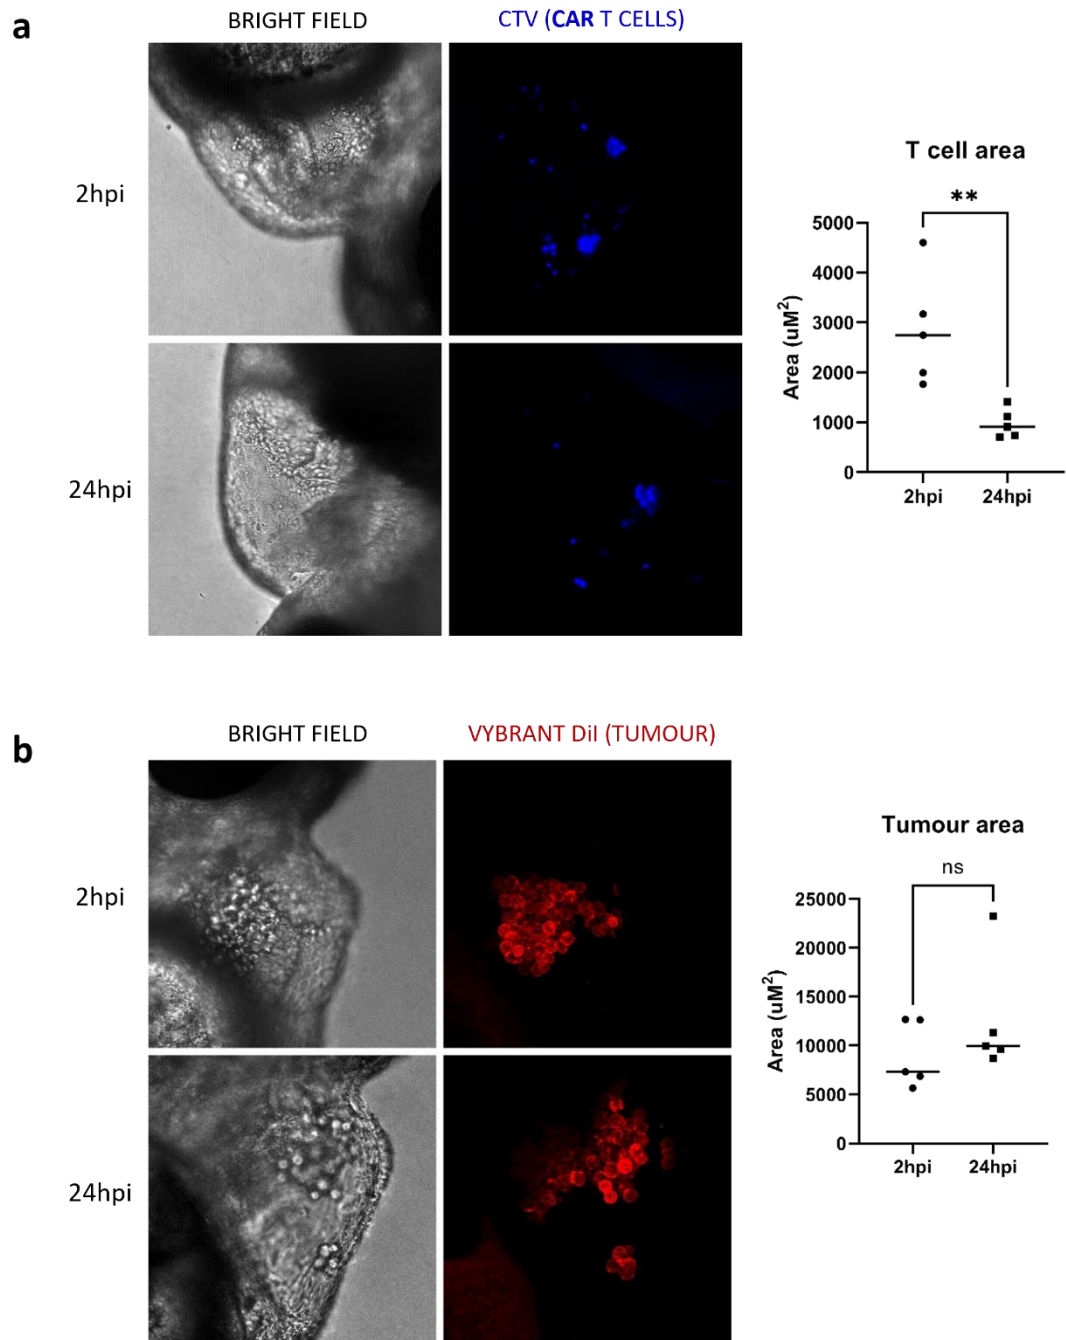 a
BRIGHT FIELD
CTV (CAR T CELLS)
2hpi
24hpi
T cell area
**
Area (uM²)
5000
4000
3000
2000
1000
0
2hpi
24hpi
b
BRIGHT FIELD
VYBRANT DiI (TUMOUR)
2hpi
24hpi
Tumour area
ns
Area (uM²)
25000
20000
15000
10000
5000
0
2hpi
24hpi